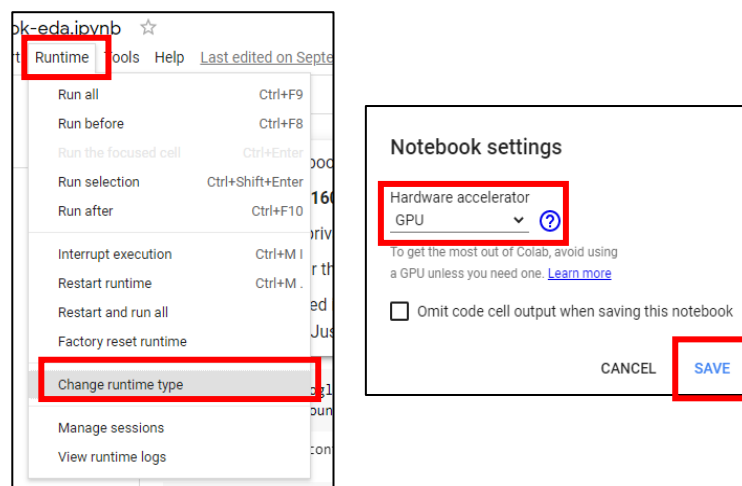 ok-eda.ipynb
Runtime Tools Help Last edited on Septe
Run all Ctrl+F9
Run before Ctrl+F8
Run the focused cell Ctrl+Enter
Run selection Ctrl+Shift+Enter
Run after Ctrl+F10
Interrupt execution Ctrl+M I
Restart runtime Ctrl+M .
Restart and run all
Factory reset runtime
Change runtime type
Manage sessions
View runtime logs
Notebook settings
Hardware accelerator
GPU
To get the most out of Colab, avoid using
a GPU unless you need one. Learn more
Omit code cell output when saving this notebook
CANCEL SAVE